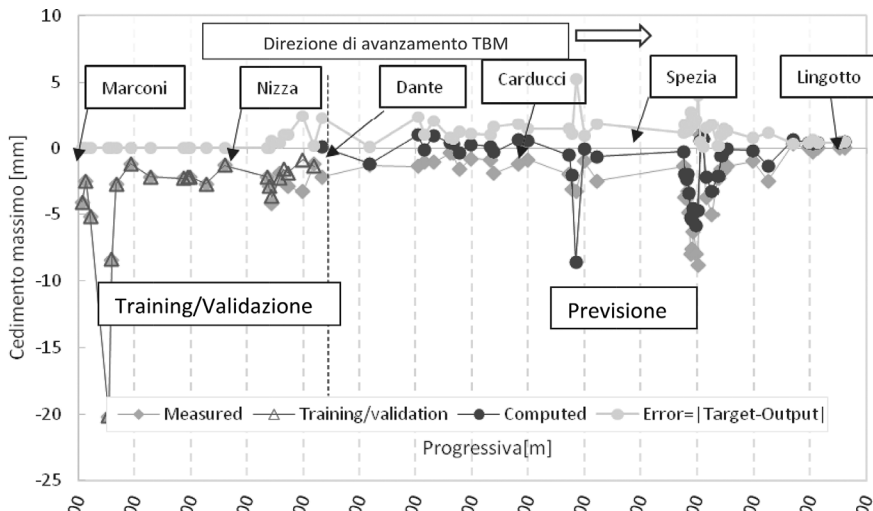 10
Direzione di avanzamento TBM
5
Marconi
Nizza
Dante
Carducci
Spezia
Lingotto
0
-5
-10
Training/Validazione
Previsione
-15
-20
Measured
Training/validation
Computed
Error=|Target-Output|
-25
Cedimento massimo [mm]
Progressiva[m]